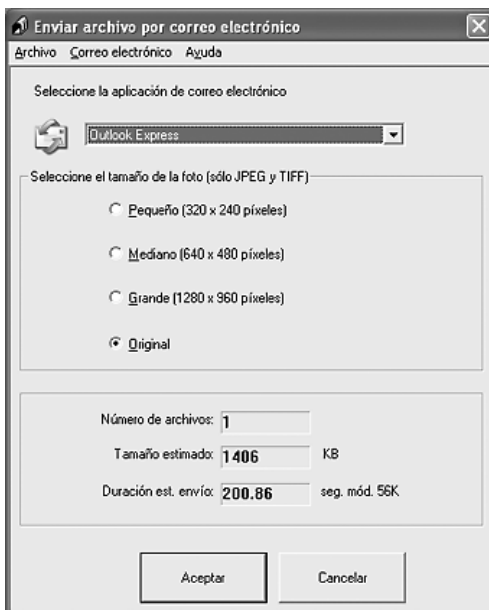 Enviar archivo por correo electrónico
Archivo Correo electrónico Ayuda
Seleccione la aplicación de correo electrónico
Outlook Express
Seleccione el tamaño de la foto (sólo JPEG y TIFF)
Pequeño (320 x 240 píxeles)
Mediano (640 x 480 píxeles)
Grande (1280 x 960 píxeles)
Original
Número de archivos: 1
Tamaño estimado: 1406 KB
Duración est. envío: 200.86 seg. mód. 56K
Aceptar Cancelar